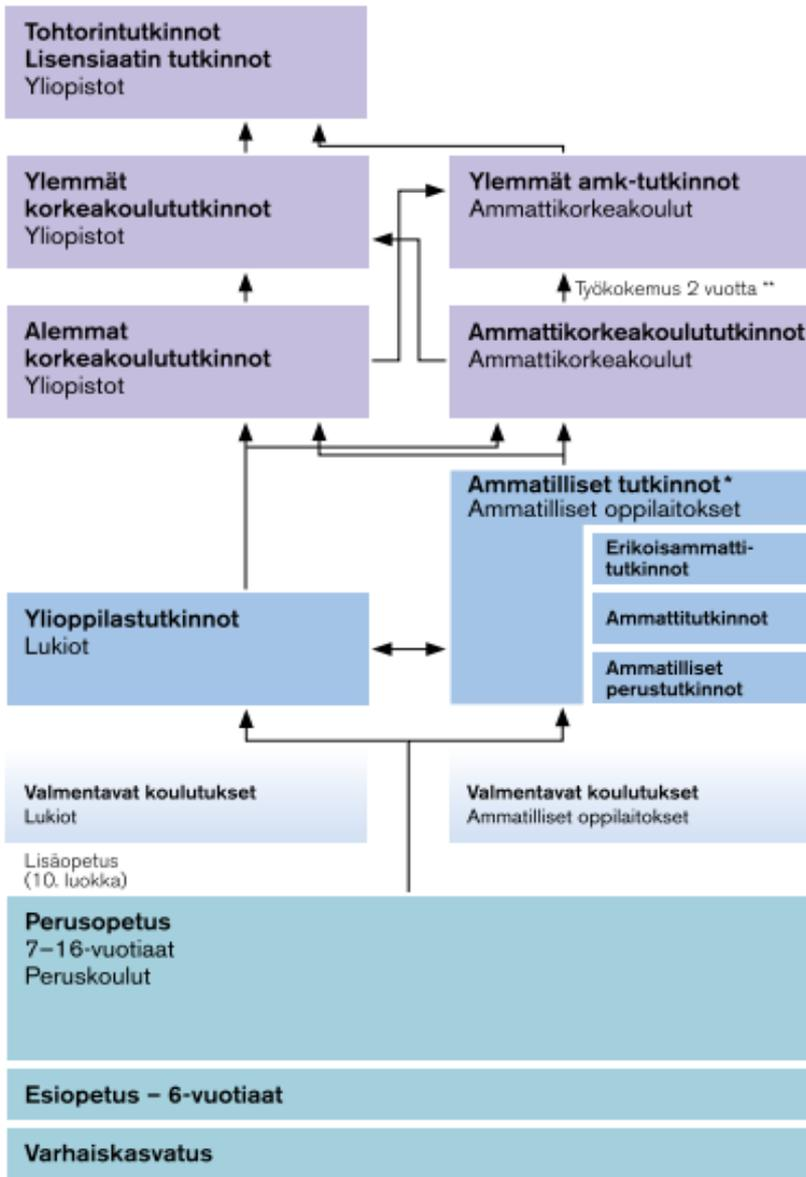 Tohtorintutkinnot
Lisensiaatin tutkinnot
Yliopistot
Ylemmät
korkeakoulututkinnot
Yliopistot
Ylemmät amk-tutkinnot
Ammattikorkeakoulut
Työkokemus 2 vuotta **
Alemmat
korkeakoulututkinnot
Yliopistot
Ammattikorkeakoulututkinnot
Ammattikorkeakoulut
Ammatilliset tutkinnot*
Ammatilliset oppilaitokset
Erikoisammatti-
tutkinnot
Ammattitutkinnot
Ammatilliset
perustutkinnot
Ylioppilastutkinnot
Lukiot
Valmentavat koulutukset
Lukiot
Valmentavat koulutukset
Ammatilliset oppilaitokset
Lisäopetus
(10. luokka)
Perusopetus
7–16-vuotiaat
Peruskoulut
Esiopetus – 6-vuotiaat
Varhaiskasvatus